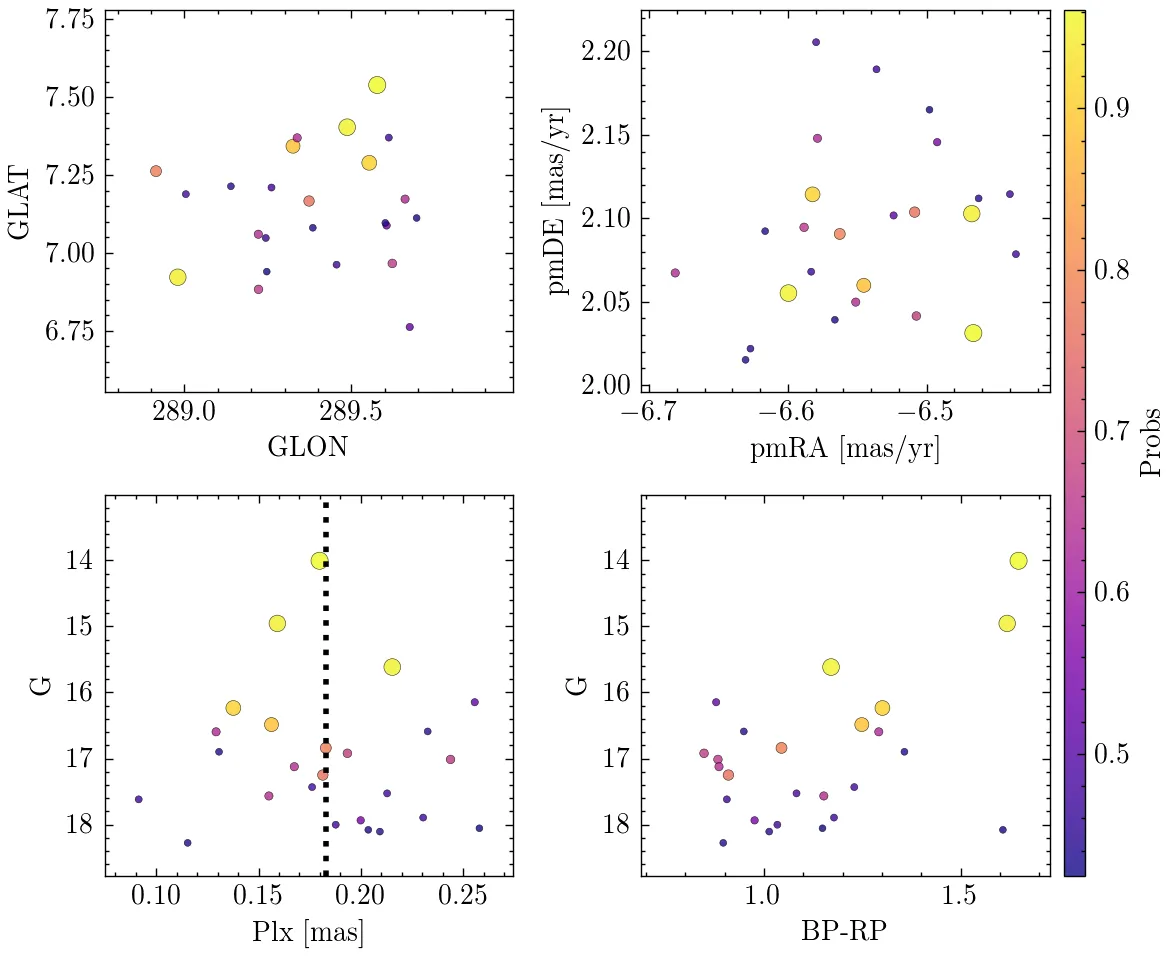 7.75
7.50
7.25
7.00
6.75
GLAT
289.0 289.5
GLON
2.20
2.15
2.10
2.05
2.00
pmDE [mas/yr]
−6.7 −6.6 −6.5
pmRA [mas/yr]
0.9
0.8
0.7
0.6
0.5
Probs
14
15
16
17
18
G
0.10 0.15 0.20 0.25
Plx [mas]
14
15
16
17
18
G
1.0 1.5
BP-RP